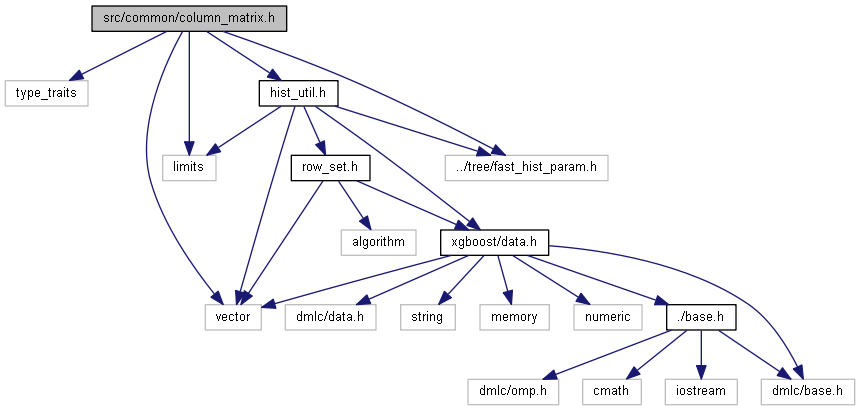 src/common/column_matrix.h
type_traits
hist_util.h
limits
row_set.h
../tree/fast_hist_param.h
algorithm
xgboost/data.h
vector
dmlc/data.h
string
memory
numeric
./base.h
dmlc/omp.h
cmath
iostream
dmlc/base.h